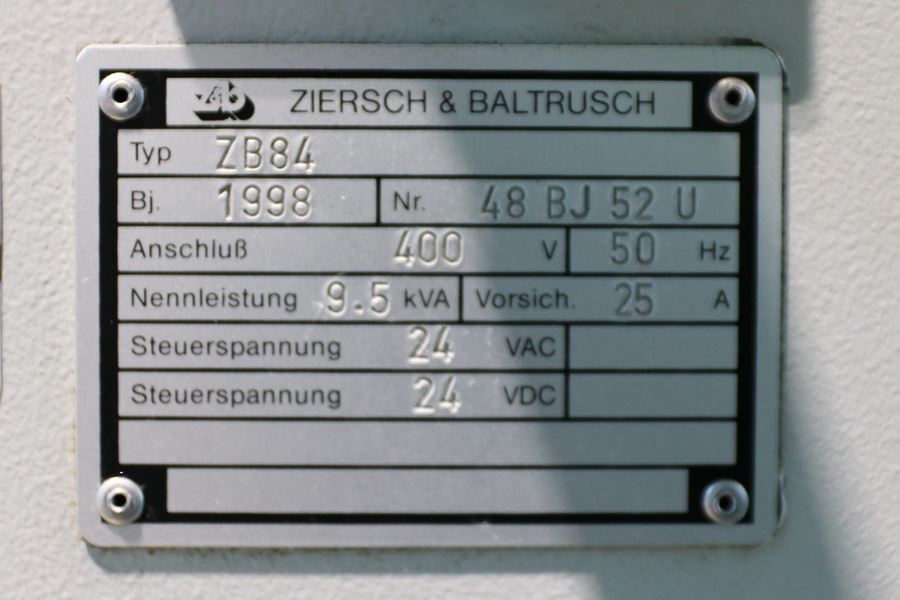 ZIERSCH & BALTRUSCH
Typ ZB84
Bj. 1998 Nr. 48 BJ 52 U
Anschluß 400 V 50 Hz
Nennleistung 9.5 kVA Vorsich. 25 A
Steuerspannung 24 VAC
Steuerspannung 24 VDC